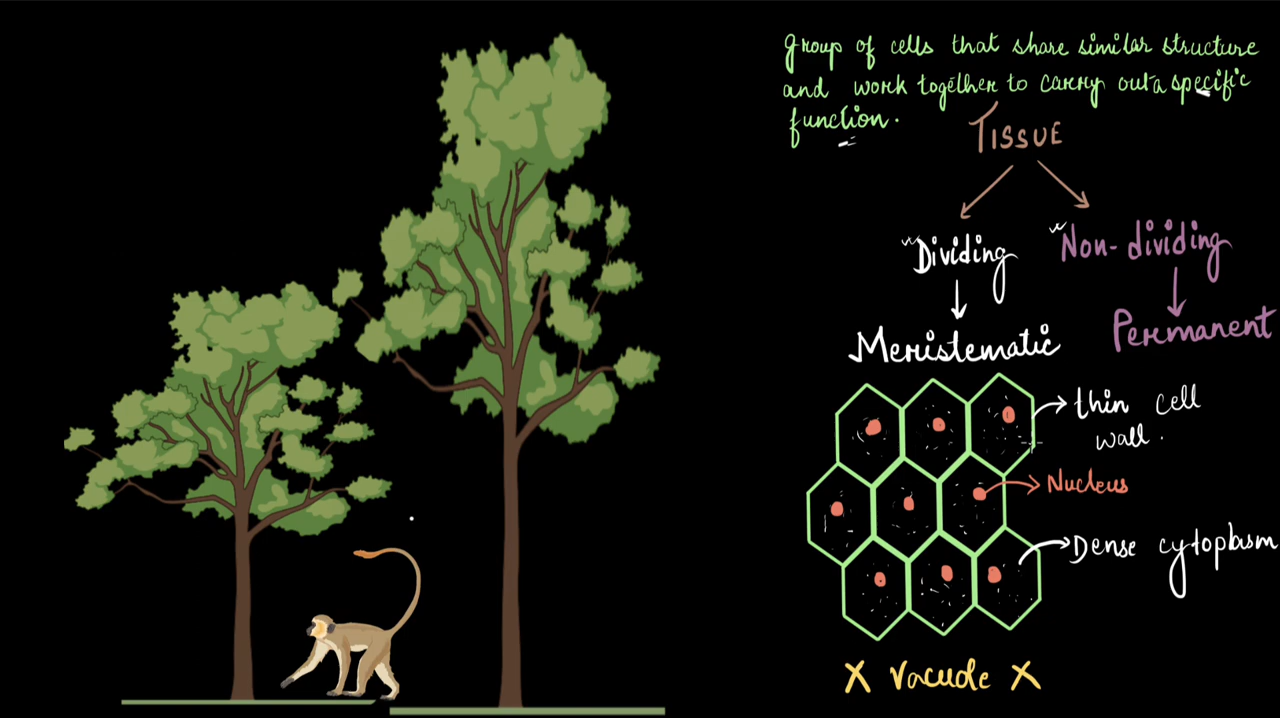 group of cells that share similar structure
and work together to carry out a specific
function.
TISSUE
"Dividing
"Non-dividing
Meristematic
Permanent
thin cell
wall.
Nucleus
Dense cytoplasm
X Vacuole X